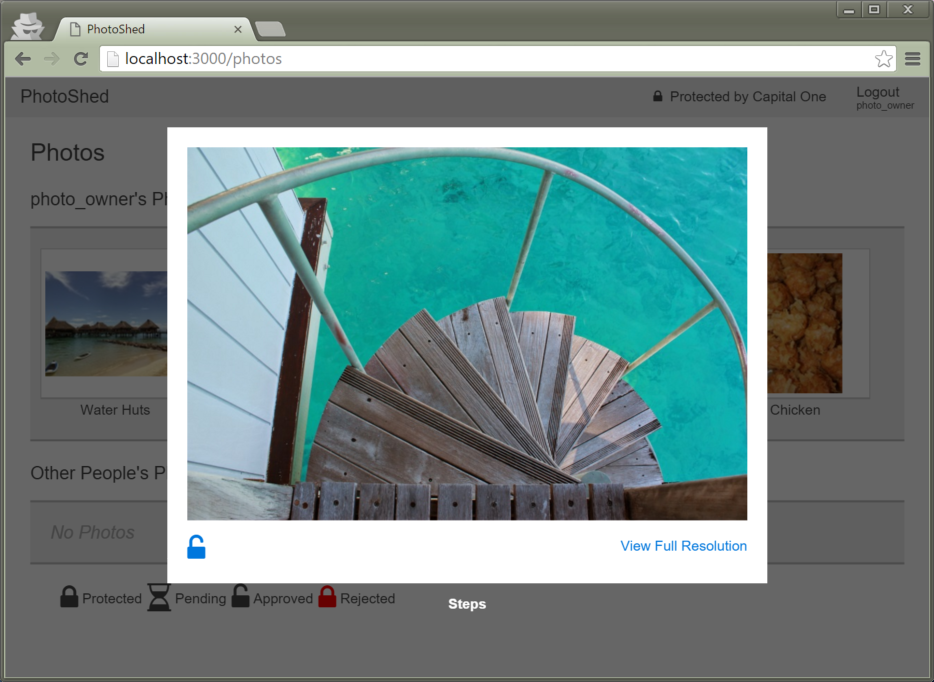 PhotoShed
localhost:3000/photos
PhotoShed
Protected by Capital One
Logout
photo_owner
Photos
photo_owner's Ph
Water Huts
Chicken
Other People's P
No Photos
View Full Resolution
Protected Pending Approved Rejected
Steps